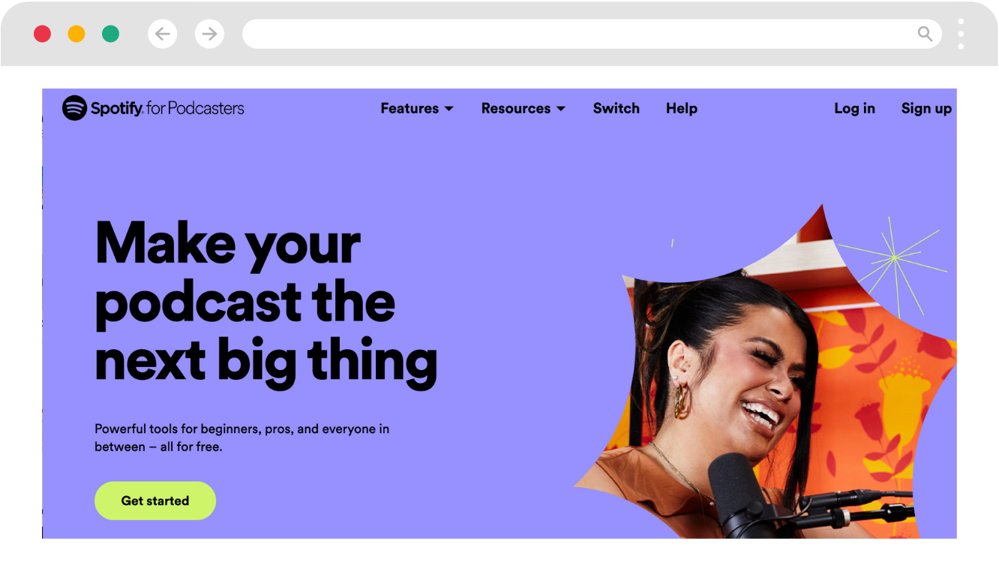 Spotify for Podcasters
Features
Resources
Switch
Help
Log in
Sign up
Make your
podcast the
next big thing
Powerful tools for beginners, pros, and everyone in
between – all for free.
Get started